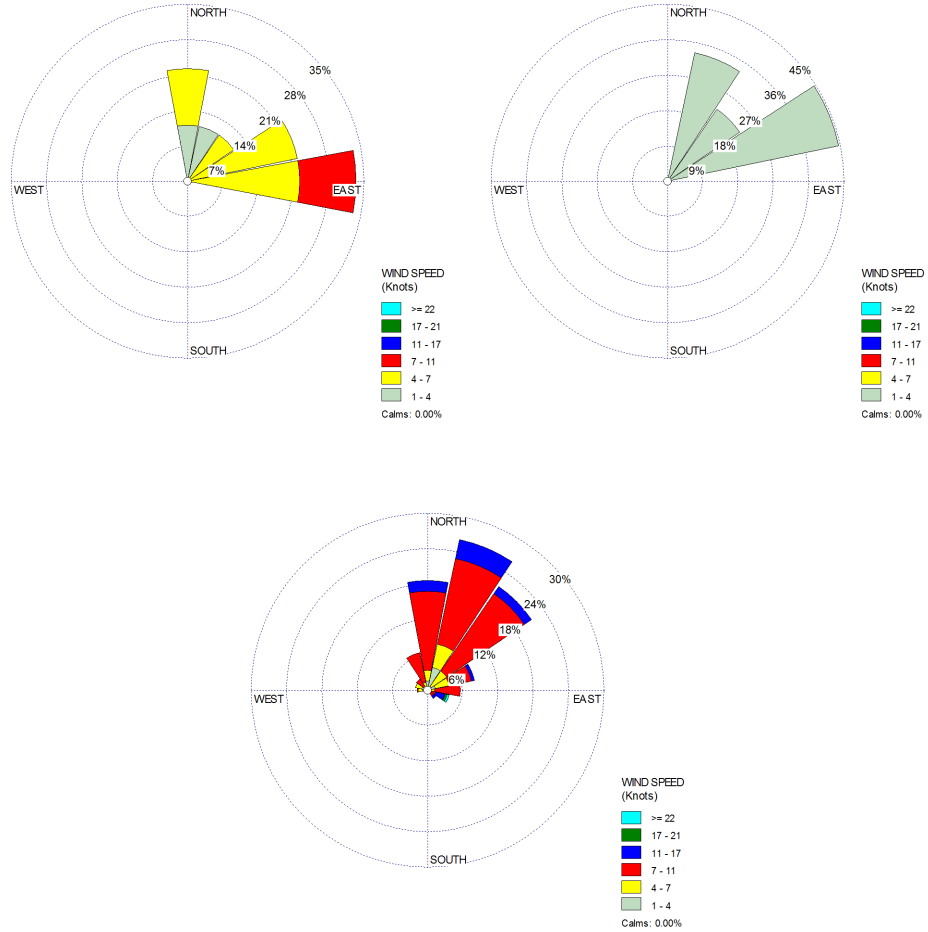 NORTH
35%
28%
21%
14%
7%
WEST
EAST
SOUTH
WIND SPEED
(Knots)
>= 22
17 - 21
11 - 17
7 - 11
4 - 7
1 - 4
Calms: 0.00%
NORTH
45%
36%
27%
18%
9%
WEST
EAST
SOUTH
WIND SPEED
(Knots)
>= 22
17 - 21
11 - 17
7 - 11
4 - 7
1 - 4
Calms: 0.00%
NORTH
30%
24%
18%
12%
6%
WEST
EAST
SOUTH
WIND SPEED
(Knots)
>= 22
17 - 21
11 - 17
7 - 11
4 - 7
1 - 4
Calms: 0.00%